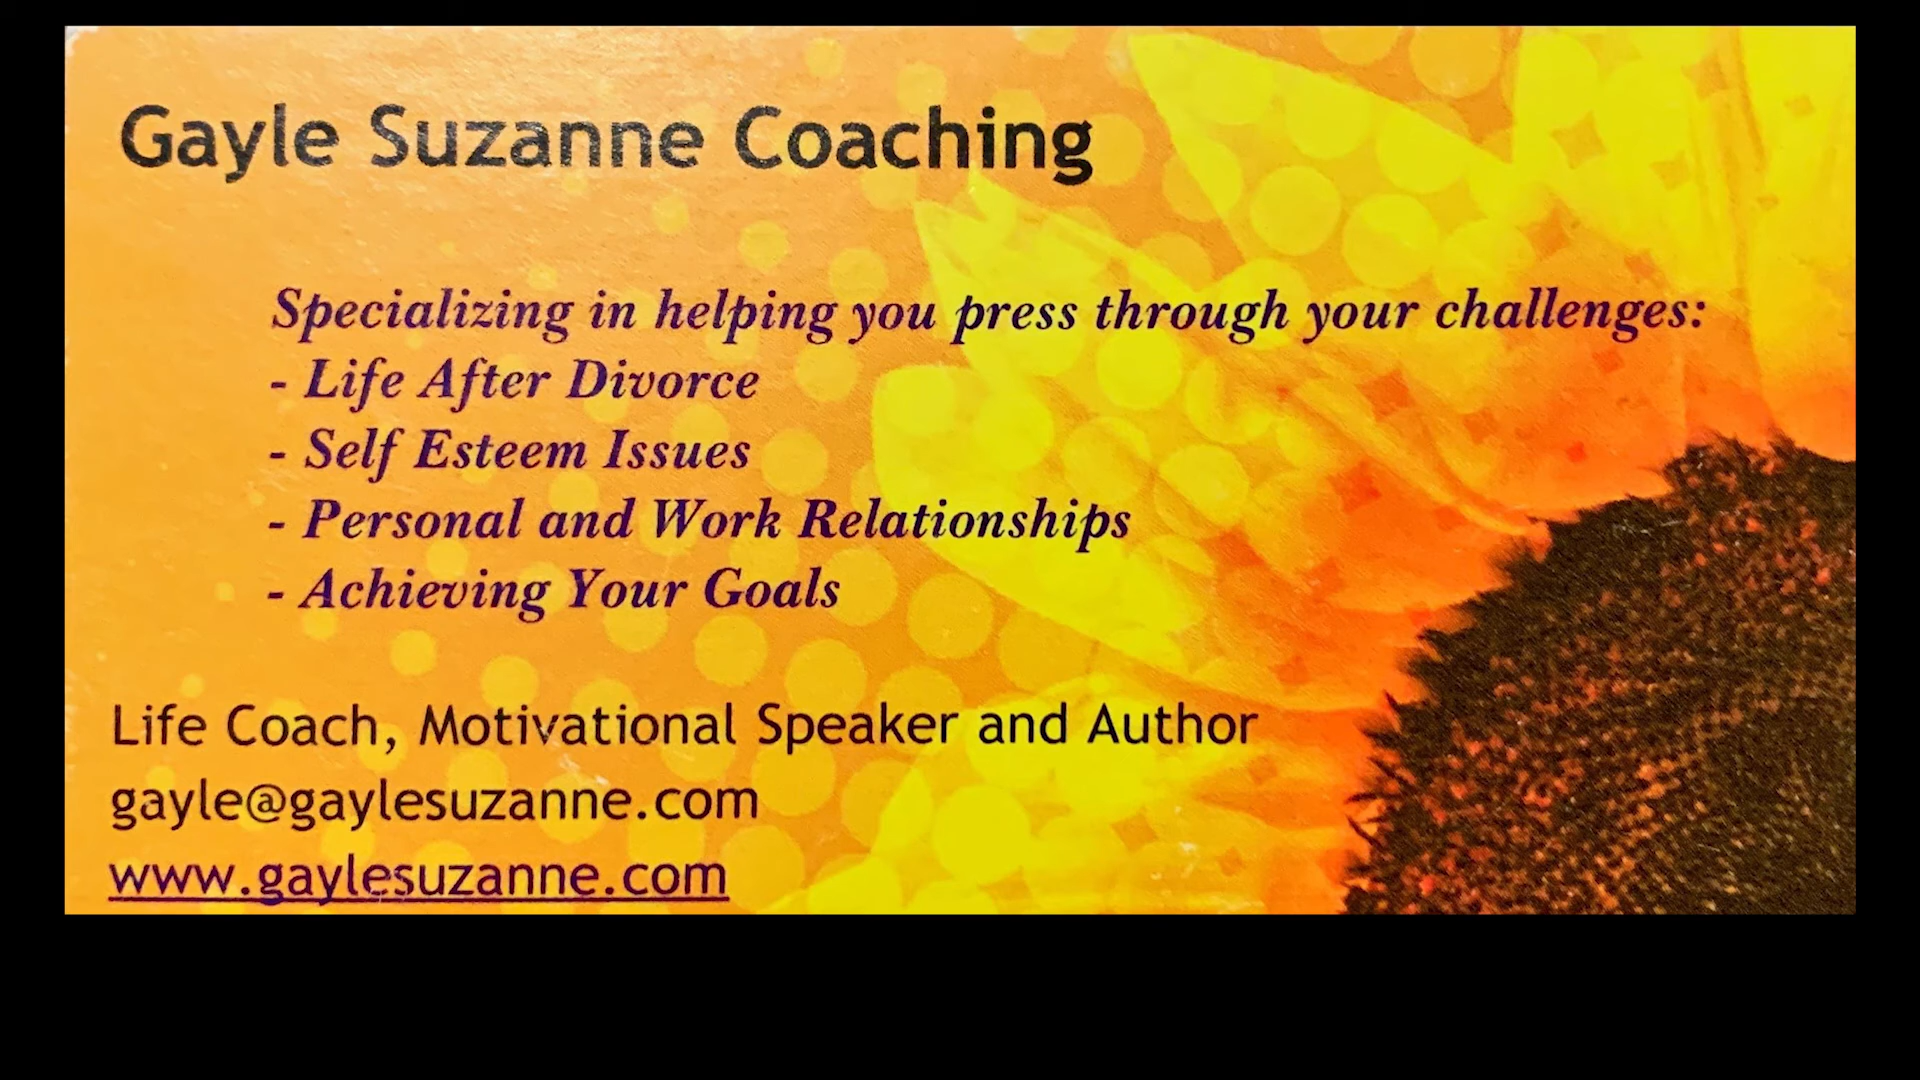 Gayle Suzanne Coaching
Specializing in helping you press through your challenges:
- Life After Divorce
- Self Esteem Issues
- Personal and Work Relationships
- Achieving Your Goals
Life Coach, Motivational Speaker and Author
gayle@gaylesuzanne.com
www.gaylesuzanne.com